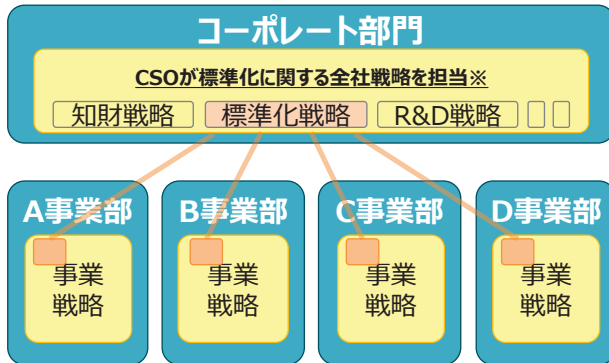 コーポレート部門
CSOが標準化に関する全社戦略を担当※
知財戦略 標準化戦略 R&D戦略
A事業部 B事業部 C事業部 D事業部
事業 事業 事業 事業
戦略 戦略 戦略 戦略